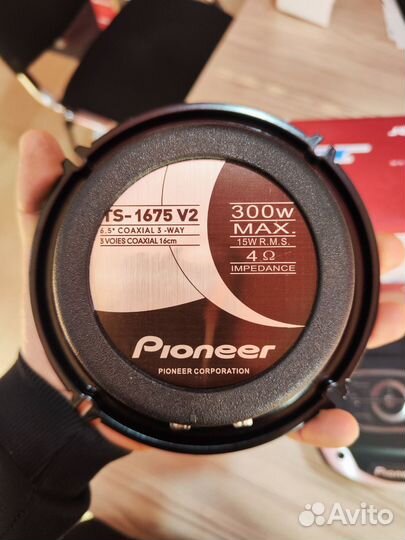 TS-1675 V2
6.5" COAXIAL 3-WAY
3 VOIES COAXIAL 16cm
300w
MAX.
15W R.M.S.
4 Ω
IMPEDANCE
Pioneer
PIONEER CORPORATION
Pioneer
Avito